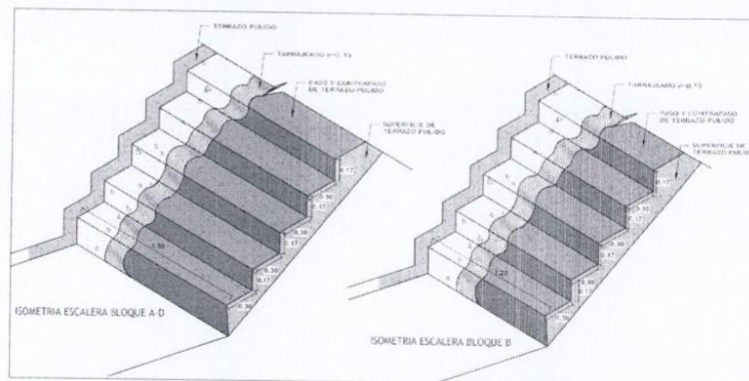 TERRAZO PULIDO
TARRAJEADO e=0.15
PASO Y CONTRAPASO
DE TERRAZO PULIDO
SUPERFICIE DE
TERRAZO PULIDO
0.17
0.30
0.17
0.30
0.17
0.30
0.17
0.30
ISOMETRIA ESCALERA BLOQUE A-D
TERRAZO PULIDO
TARRAJEADO e=0.15
PASO Y CONTRAPASO
DE TERRAZO PULIDO
SUPERFICIE DE
TERRAZO PULIDO
0.17
0.30
0.17
0.30
0.17
0.30
0.17
0.30
1.20
ISOMETRIA ESCALERA BLOQUE B